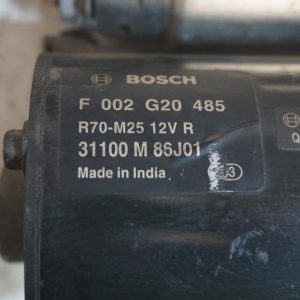 BOSCH
F 002 G20 485
R70-M25 12V R
31100 M 86J01
Made in India